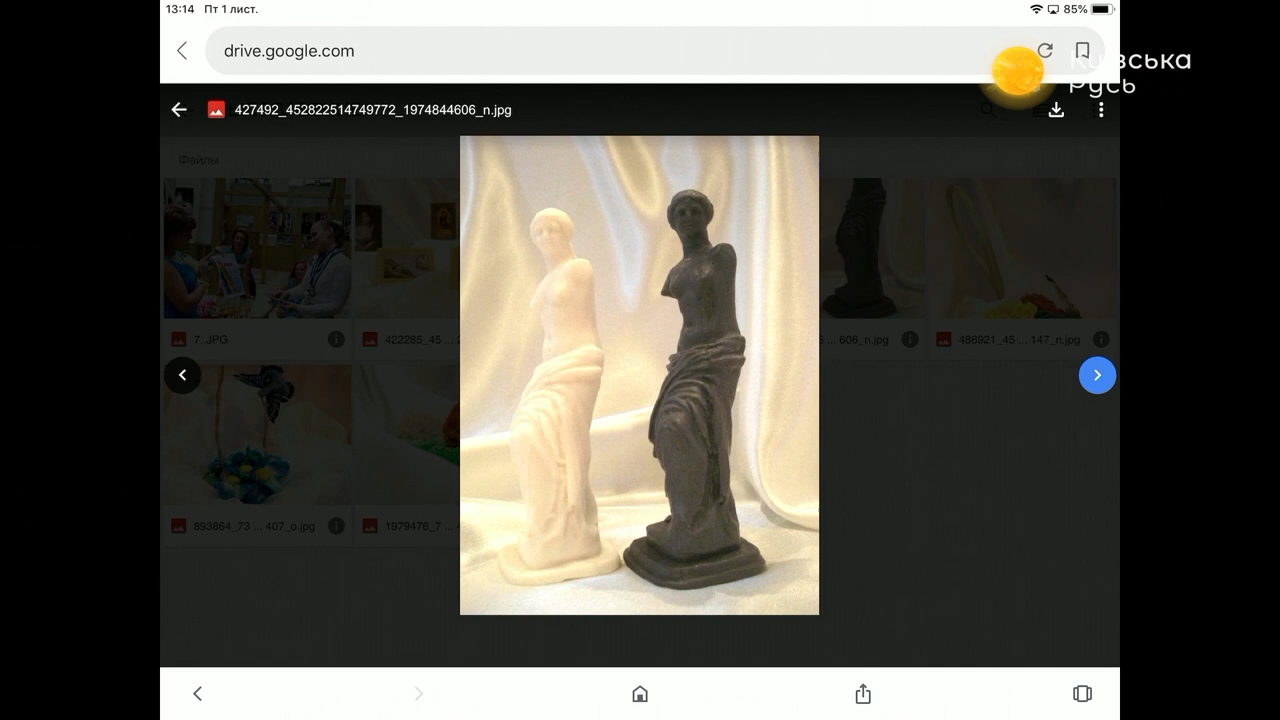 13:14 Пт 1 лист.
85%
drive.google.com
Київська
Русь
427492_452822514749772_1974844606_n.jpg
Файлы
7..JPG
422285_45 ...
... 606_n.jpg
486921_45 ... 147_n.jpg
893864_73 ... 407_o.jpg
1979476_7